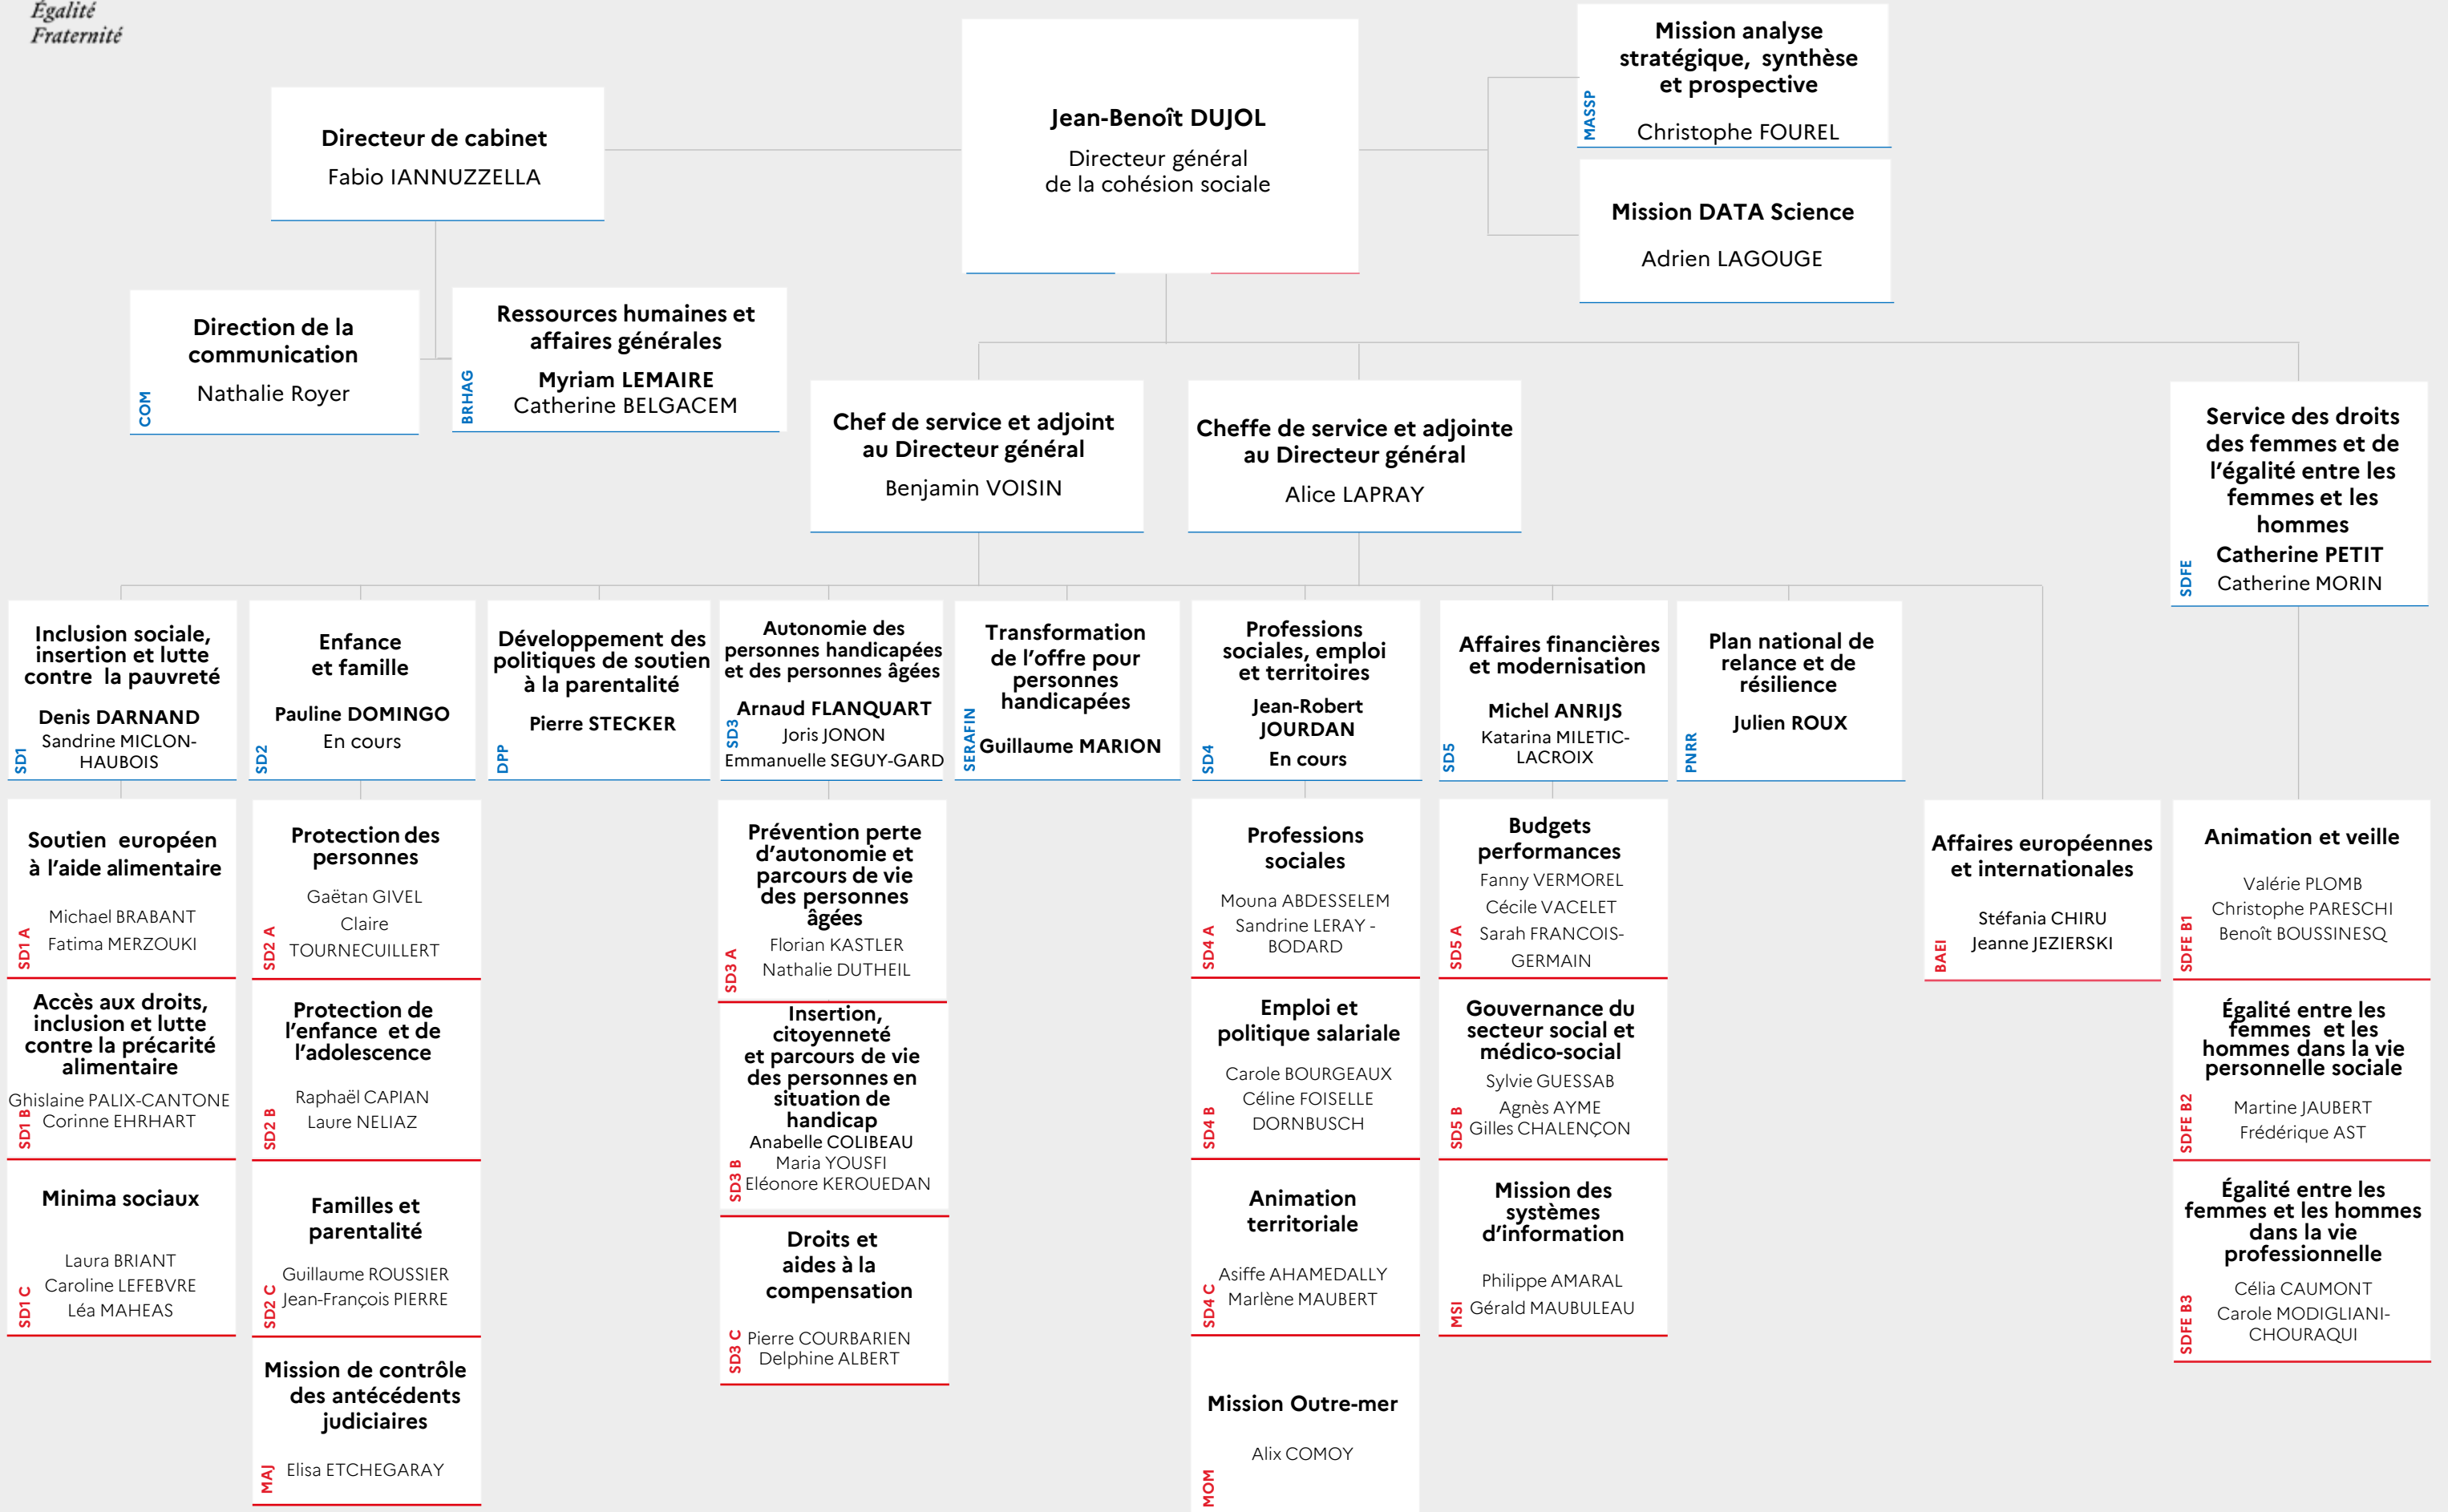 Égalité
Fraternité
Jean-Benoît DUJOL
Directeur général
de la cohésion sociale
Mission analyse
stratégique, synthèse
et prospective
Christophe FOUREL
MASSP
Mission DATA Science
Adrien LAGOUGE
Directeur de cabinet
Fabio IANNUZZELLA
Direction de la
communication
Nathalie Royer
COM
Ressources humaines et
affaires générales
Myriam LEMAIRE
Catherine BELGACEM
BRHAG
Chef de service et adjoint
au Directeur général
Benjamin VOISIN
Cheffe de service et adjointe
au Directeur général
Alice LAPRAY
Service des droits
des femmes et de
l'égalité entre les
femmes et les
hommes
Catherine PETIT
Catherine MORIN
SDFE
Inclusion sociale,
insertion et lutte
contre la pauvreté
Denis DARNAND
Sandrine MICLON-
HAUBOIS
SD1
Enfance
et famille
Pauline DOMINGO
En cours
SD2
Développement des
politiques de soutien
à la parentalité
Pierre STECKER
DPP
Autonomie des
personnes handicapées
et des personnes âgées
Arnaud FLANQUART
Joris JONON
Emmanuelle SEGUY-GARD
SD3
Transformation
de l'offre pour
personnes
handicapées
Guillaume MARION
SERAFIN
Professions
sociales, emploi
et territoires
Jean-Robert
JOURDAN
En cours
SD4
Affaires financières
et modernisation
Michel ANRIJS
Katarina MILETIC-
LACROIX
SD5
Plan national de
relance et de
résilience
Julien ROUX
PNRR
Soutien européen
à l'aide alimentaire
Michael BRABANT
Fatima MERZOUKI
SD1 A
Accès aux droits,
inclusion et lutte
contre la précarité
alimentaire
Ghislaine PALIX-CANTONE
Corinne EHRHART
SD1 B
Minima sociaux
Laura BRIANT
Caroline LEFEBVRE
Léa MAHEAS
SD1 C
Protection des
personnes
Gaëtan GIVEL
Claire
TOURNECUILLERT
SD2 A
Protection de
l'enfance et de
l'adolescence
Raphaël CAPIAN
Laure NELIAZ
SD2 B
Familles et
parentalité
Guillaume ROUSSIER
Jean-François PIERRE
SD2 C
Mission de contrôle
des antécédents
judiciaires
Elisa ETCHEGARAY
MAJ
Prévention perte
d'autonomie et
parcours de vie
des personnes
âgées
Florian KASTLER
Nathalie DUTHEIL
SD3 A
Insertion,
citoyenneté
et parcours de vie
des personnes en
situation de
handicap
Anabelle COLIBEAU
Maria YOUSFI
Eléonore KEROUEDAN
SD3 B
Droits et
aides à la
compensation
Pierre COURBARIEN
Delphine ALBERT
SD3 C
Professions
sociales
Mouna ABDESSELEM
Sandrine LERAY -
BODARD
SD4 A
Emploi et
politique salariale
Carole BOURGEAUX
Céline FOISELLE
DORNBUSCH
SD4 B
Animation
territoriale
Asiffe AHAMEDALLY
Marlène MAUBERT
SD4 C
Mission Outre-mer
Alix COMOY
MOM
Budgets
performances
Fanny VERMOREL
Cécile VACELET
Sarah FRANCOIS-
GERMAIN
SD5 A
Gouvernance du
secteur social et
médico-social
Sylvie GUESSAB
Agnès AYME
Gilles CHALENÇON
SD5 B
Mission des
systèmes
d'information
Philippe AMARAL
Gérald MAUBULEAU
MSI
Affaires européennes
et internationales
Stéfania CHIRU
Jeanne JEZIERSKI
BAEI
Animation et veille
Valérie PLOMB
Christophe PARESCHI
Benoît BOUSSINESQ
SDFE B1
Égalité entre les
femmes et les
hommes dans la vie
personnelle sociale
Martine JAUBERT
Frédérique AST
SDFE B2
Égalité entre les
femmes et les hommes
dans la vie
professionnelle
Célia CAUMONT
Carole MODIGLIANI-
CHOURAQUI
SDFE B3